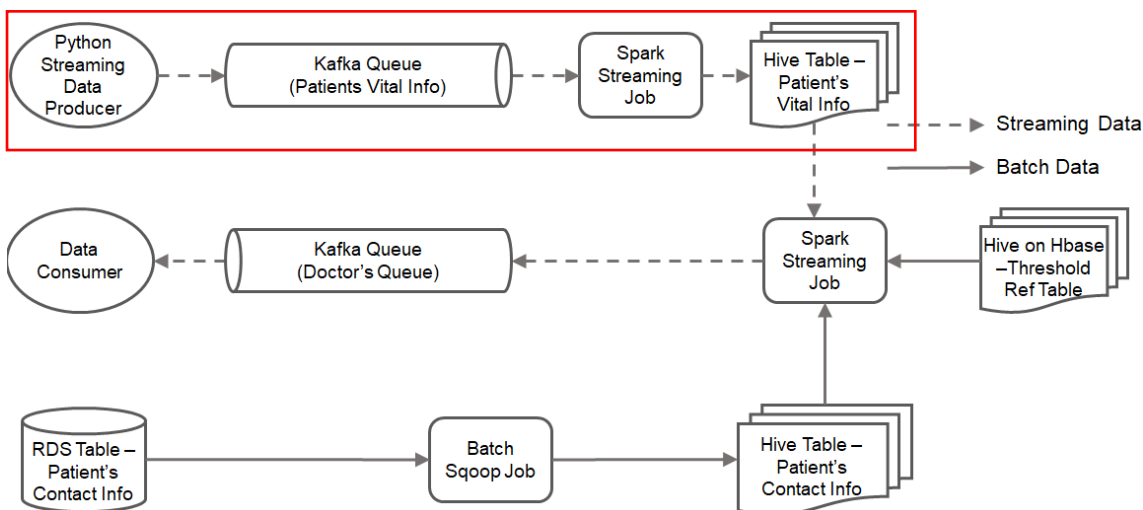 Python
Streaming
Data
Producer
Kafka Queue
(Patients Vital Info)
Spark
Streaming
Job
Hive Table –
Patient's
Vital Info
Streaming Data
Batch Data
Data
Consumer
Kafka Queue
(Doctor's Queue)
Spark
Streaming
Job
Hive on Hbase
–Threshold
Ref Table
RDS Table –
Patient's
Contact Info
Batch
Sqoop Job
Hive Table –
Patient's
Contact Info